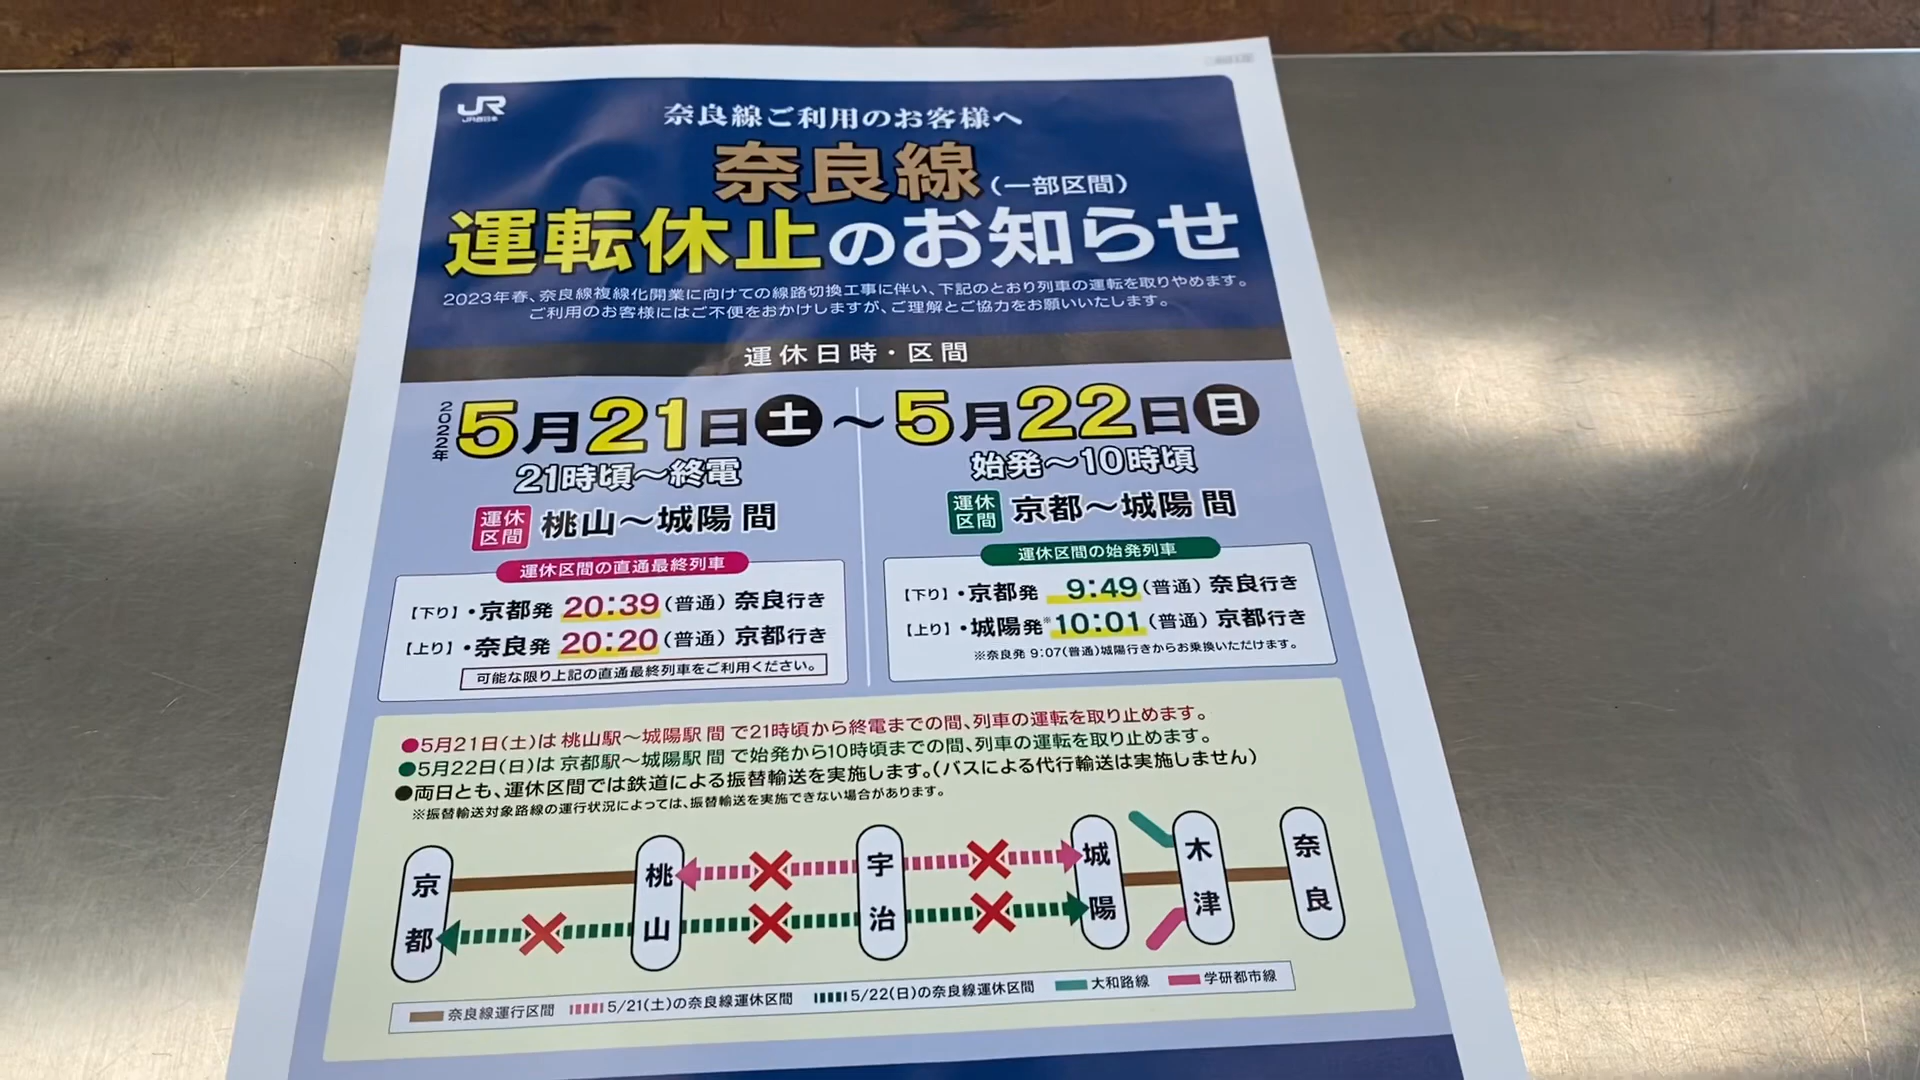 JR
JR西日本
奈良線ご利用のお客様へ
奈良線(一部区間)
運転休止のお知らせ
2023年春、奈良線複線化開業に向けての線路切換工事に伴い、下記のとおり列車の運転を取りやめます。
ご利用のお客様にはご不便をおかけしますが、ご理解とご協力をお願いいたします。
運休日時・区間
2022年 5月21日土～5月22日日
21時頃～終電
運休区間 桃山～城陽 間
運休区間の直通最終列車
【下り】・京都発 20:39(普通) 奈良行き
【上り】・奈良発 20:20(普通) 京都行き
可能な限り上記の直通最終列車をご利用ください。
始発～10時頃
運休区間 京都～城陽 間
運休区間の始発列車
【下り】・京都発 9:49(普通) 奈良行き
【上り】・城陽発※10:01(普通) 京都行き
※奈良発 9:07(普通)城陽行きからお乗換いただけます。
●5月21日(土)は 桃山駅～城陽駅 間 で21時頃から終電までの間、列車の運転を取り止めます。
●5月22日(日)は 京都駅～城陽駅 間 で始発から10時頃までの間、列車の運転を取り止めます。
●両日とも、運休区間では鉄道による振替輸送を実施します。(バスによる代行輸送は実施しません)
※振替輸送対象路線の運行状況によっては、振替輸送を実施できない場合があります。
京都
桃山
宇治
城陽
木津
奈良
奈良線運行区間 5/21(土)の奈良線運休区間 5/22(日)の奈良線運休区間 大和路線 学研都市線